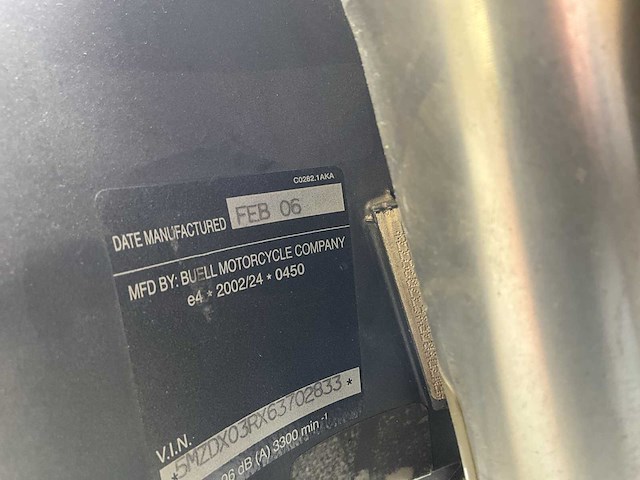 C0282.1AKA
DATE MANUFACTURED FEB 06
MFD BY: BUELL MOTORCYCLE COMPANY
e4 * 2002/24 * 0450
V.I.N.
*5MZDX03RX63702833*
06 dB (A) 3300 min -1